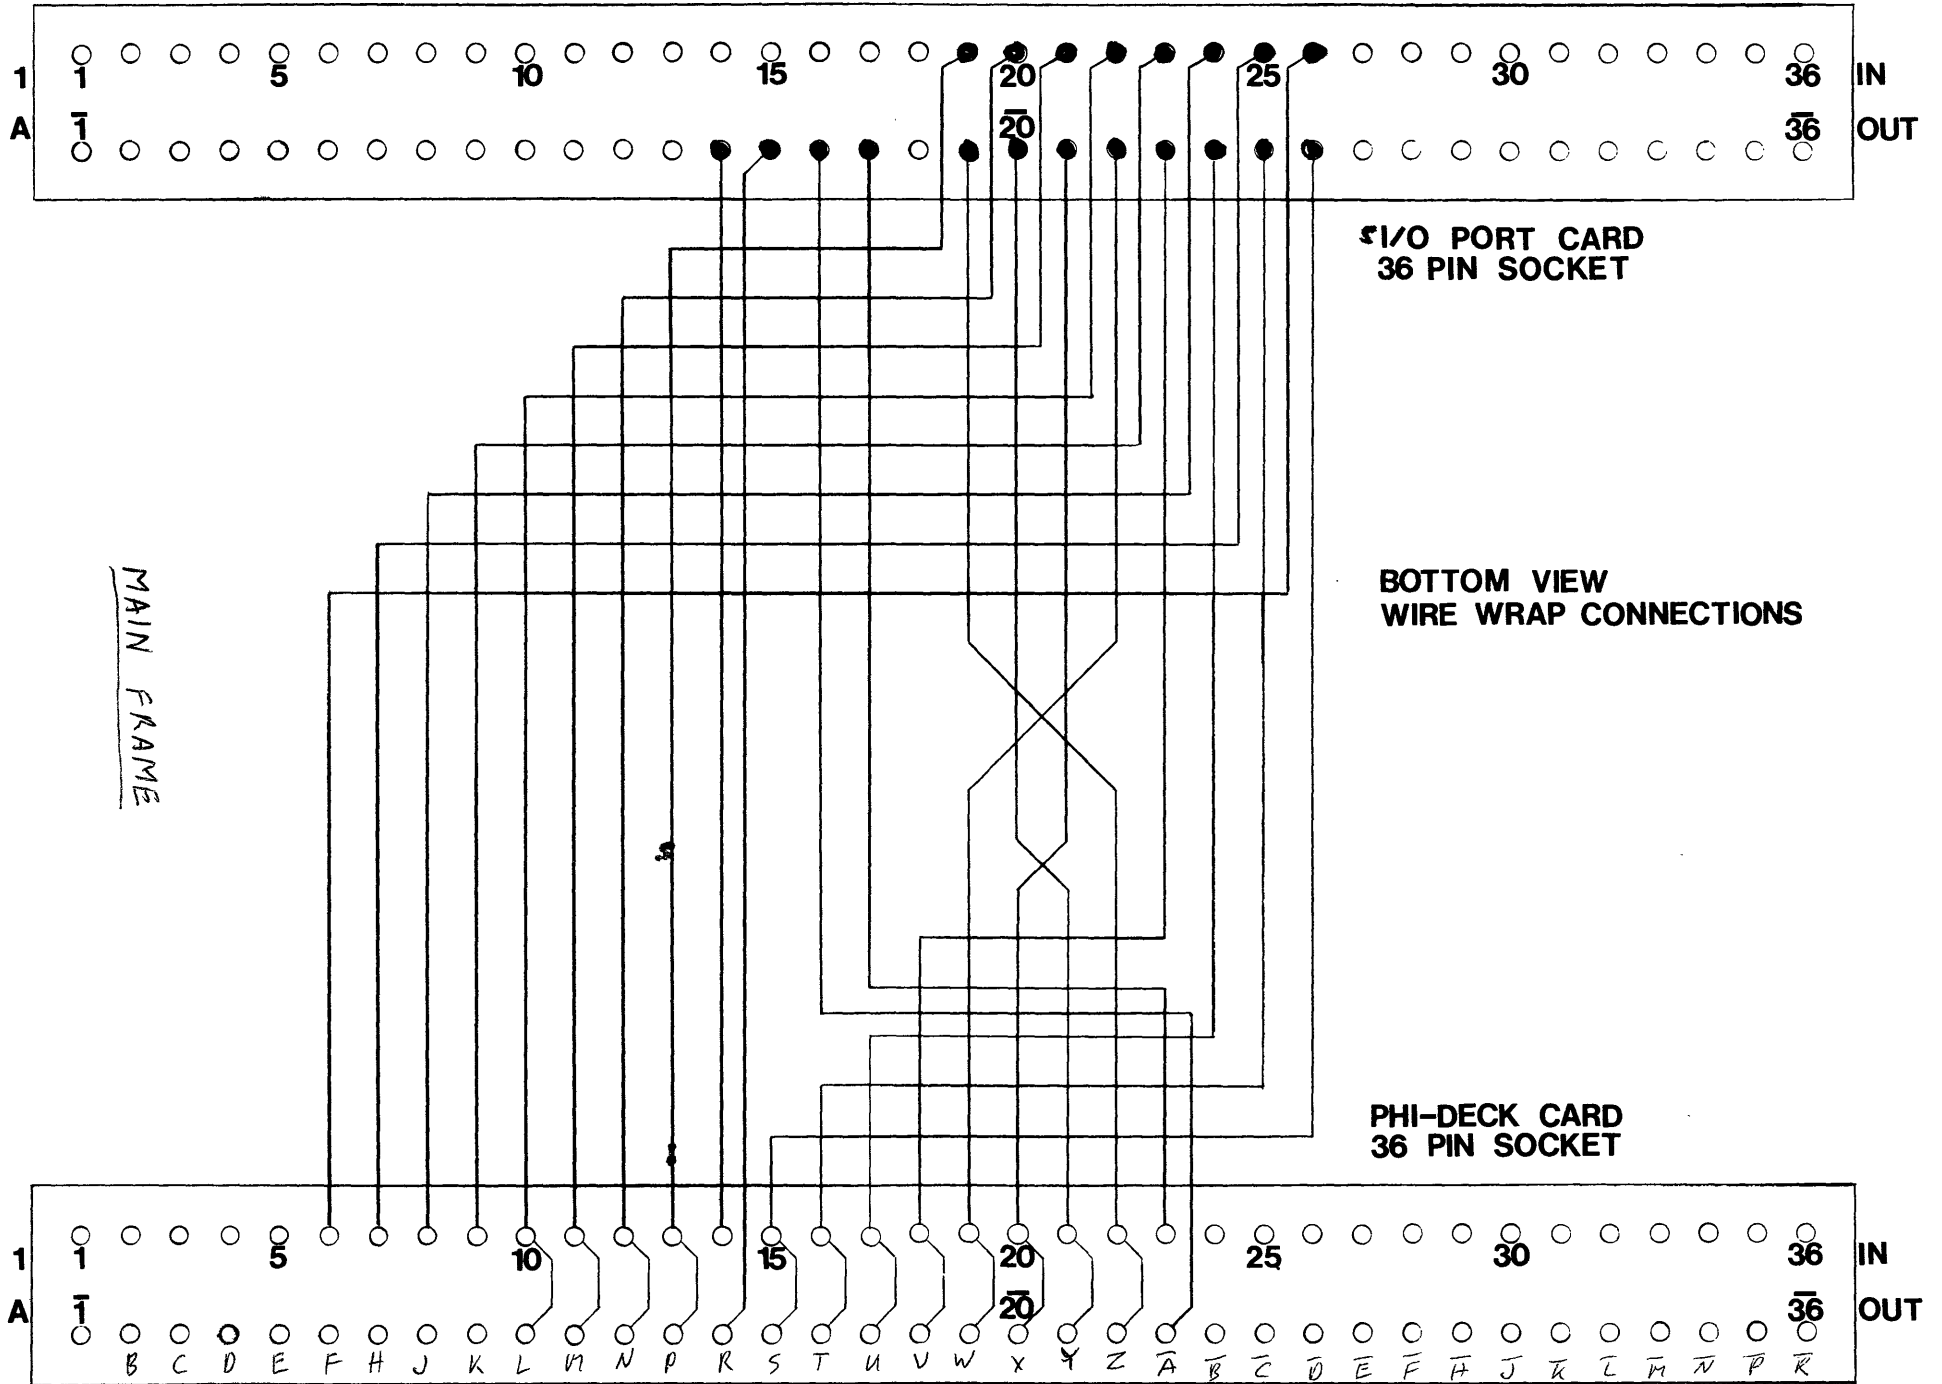 1 1 5 10 15 20 25 30 36 IN
A 1̅ 2̅0̅ 3̅6̅ OUT
I/O PORT CARD
36 PIN SOCKET
BOTTOM VIEW
WIRE WRAP CONNECTIONS
MAIN FRAME
PHI-DECK CARD
36 PIN SOCKET
1 1 5 10 15 20 25 30 36 IN
A 1̅ 2̅0̅ 3̅6̅ OUT
B C D E F H J K L M N P R S T U V W X Y Z A̅ B̅ C̅ D̅ E̅ F̅ H̅ J̅ K̅ L̅ M̅ N̅ P̅ R̅